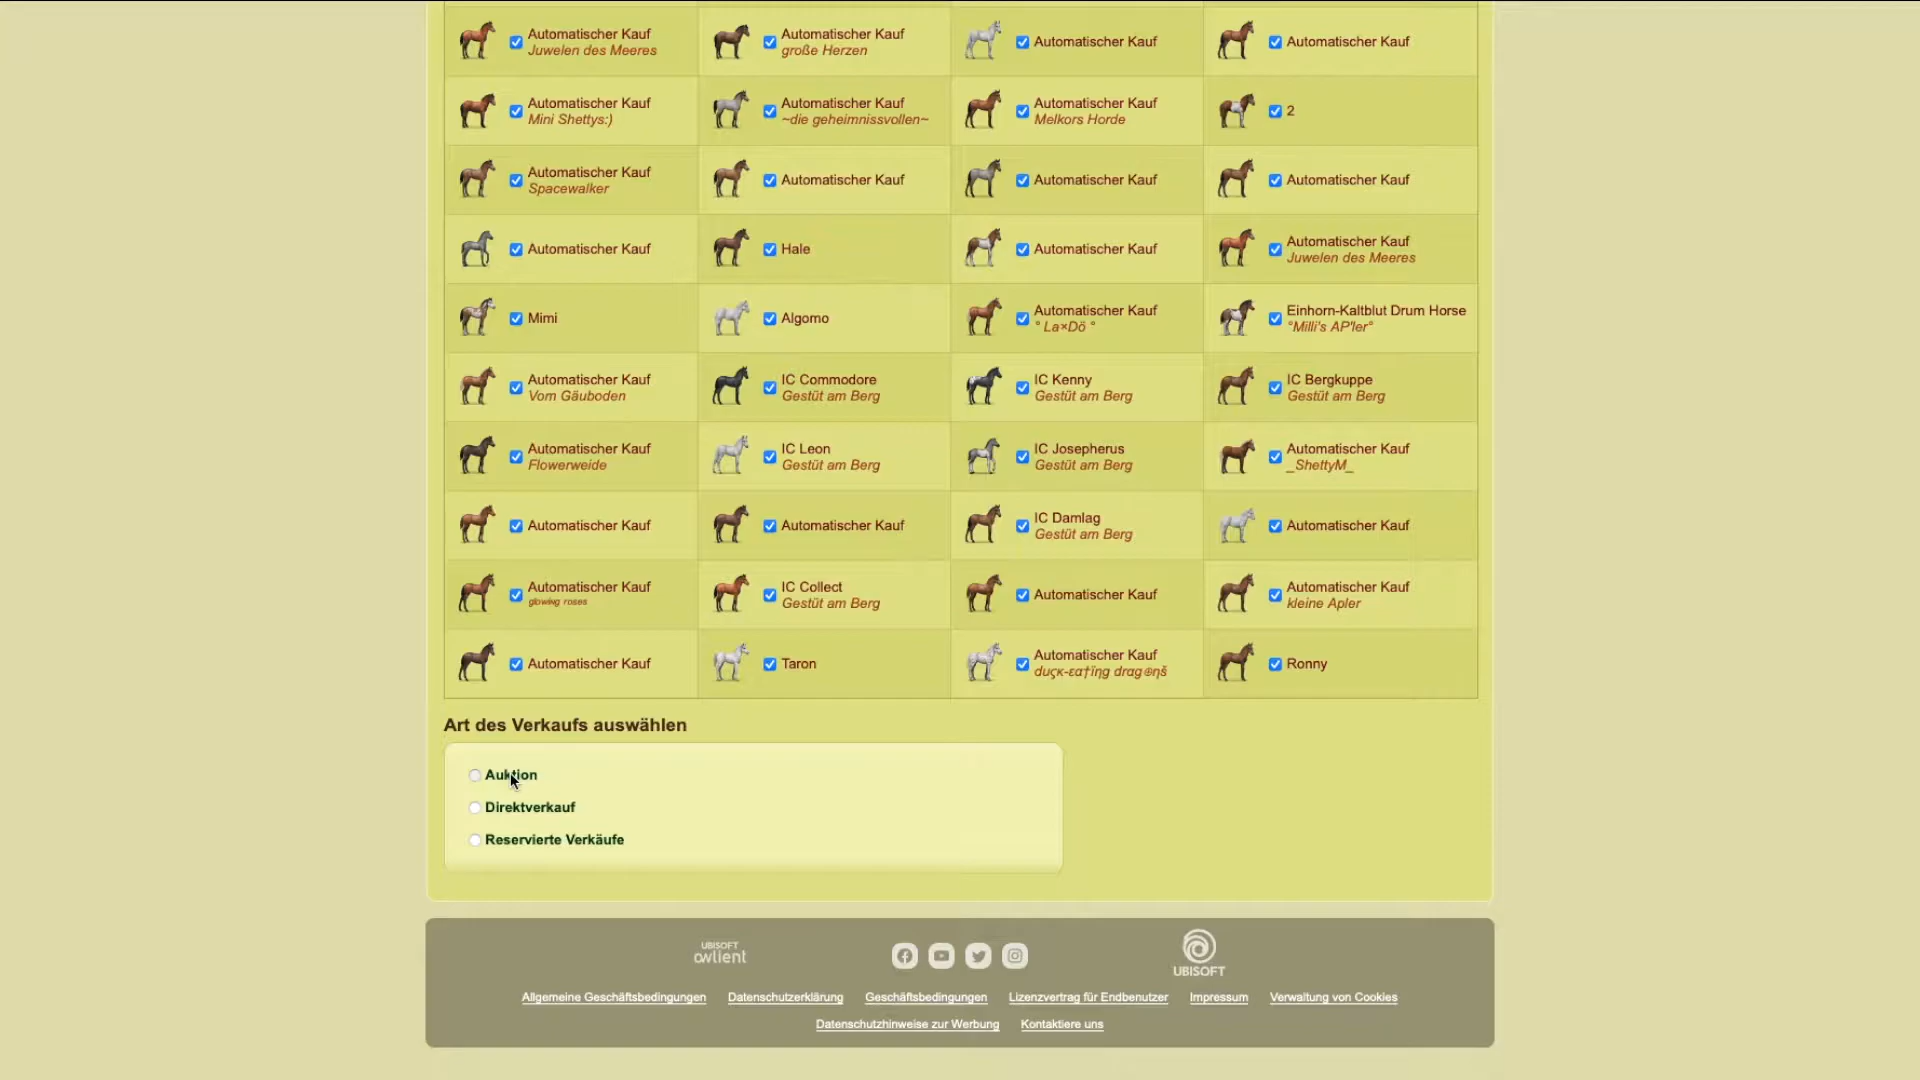 Automatischer Kauf
Juwelen des Meeres
Automatischer Kauf
große Herzen
Automatischer Kauf
Automatischer Kauf
Automatischer Kauf
Mini Shettys:)
Automatischer Kauf
~die geheimnissvollen~
Automatischer Kauf
Melkors Horde
2
Automatischer Kauf
Spacewalker
Automatischer Kauf
Automatischer Kauf
Automatischer Kauf
Automatischer Kauf
Hale
Automatischer Kauf
Automatischer Kauf
Juwelen des Meeres
Mimi
Algomo
Automatischer Kauf
° La×Dö °
Einhorn-Kaltblut Drum Horse
°Milli's AP'ler°
Automatischer Kauf
Vom Gäuboden
IC Commodore
Gestüt am Berg
IC Kenny
Gestüt am Berg
IC Bergkuppe
Gestüt am Berg
Automatischer Kauf
Flowerweide
IC Leon
Gestüt am Berg
IC Josepherus
Gestüt am Berg
Automatischer Kauf
_ShettyM_
Automatischer Kauf
Automatischer Kauf
IC Damlag
Gestüt am Berg
Automatischer Kauf
Automatischer Kauf
glowing roses
IC Collect
Gestüt am Berg
Automatischer Kauf
Automatischer Kauf
kleine Apler
Automatischer Kauf
Taron
Automatischer Kauf
duςκ-εα†ïηg drag⊕ηš
Ronny
Art des Verkaufs auswählen
Auktion
Direktverkauf
Reservierte Verkäufe
UBISOFT
owlient
UBISOFT
Allgemeine Geschäftsbedingungen Datenschutzerklärung Geschäftsbedingungen Lizenzvertrag für Endbenutzer Impressum Verwaltung von Cookies
Datenschutzhinweise zur Werbung Kontaktiere uns